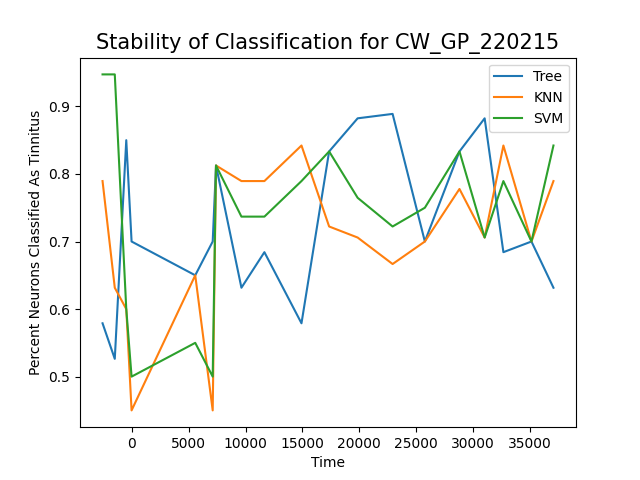 Stability of Classification for CW_GP_220215
Tree
KNN
SVM
Percent Neurons Classified As Tinnitus
0.9
0.8
0.7
0.6
0.5
0 5000 10000 15000 20000 25000 30000 35000
Time